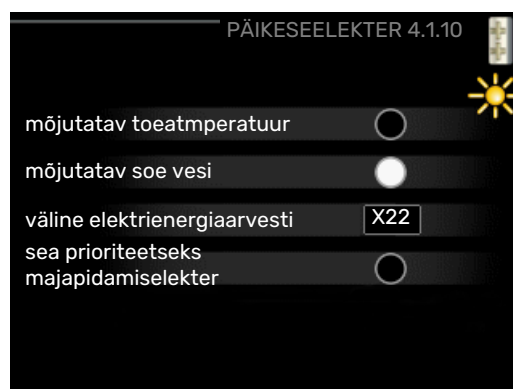 PÄIKESEELEKTER 4.1.10
mõjutatav toeatmperatuur
mõjutatav soe vesi
väline elektrienergiaarvesti X22
sea prioriteetseks
majapidamiselekter